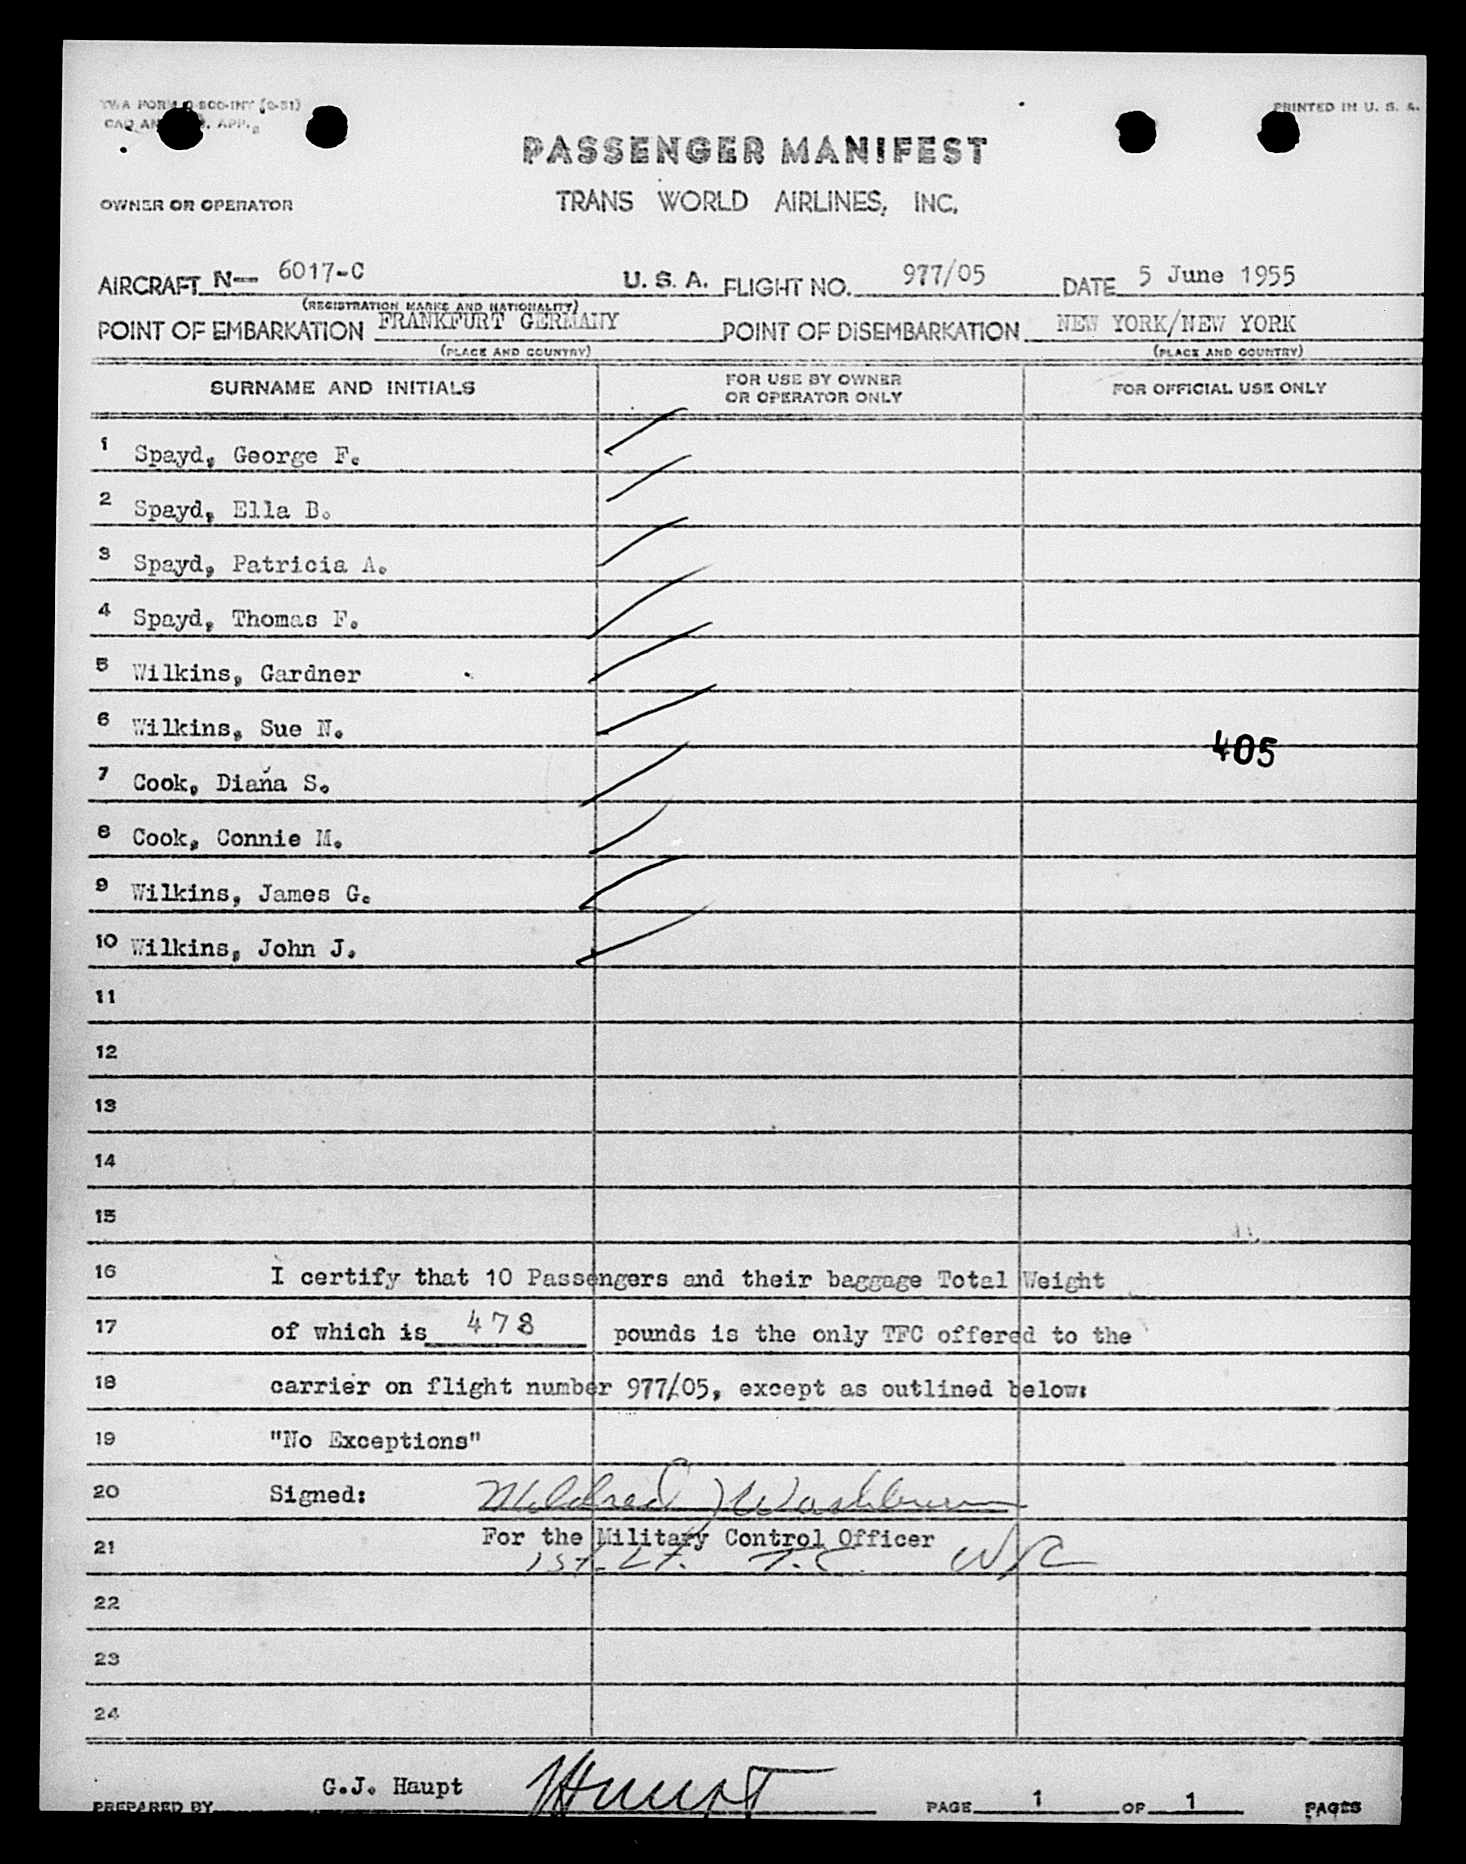 TWA FORM
PRINTED IN U. S. A.
PASSENGER MANIFEST
OWNER OR OPERATOR
TRANS WORLD AIRLINES, INC.
AIRCRAFT N— 6017-C U. S. A. FLIGHT NO. 977/05 DATE 5 June 1955
(REGISTRATION MARKS AND NATIONALITY)
POINT OF EMBARKATION FRANKFURT GERMANY POINT OF DISEMBARKATION NEW YORK/NEW YORK
(PLACE AND COUNTRY) (PLACE AND COUNTRY)
SURNAME AND INITIALS FOR USE BY OWNER OR OPERATOR ONLY FOR OFFICIAL USE ONLY
1 Spayd, George F.
2 Spayd, Ella B.
3 Spayd, Patricia A.
4 Spayd, Thomas F.
5 Wilkins, Gardner
6 Wilkins, Sue N.
405
7 Cook, Diana S.
8 Cook, Connie M.
9 Wilkins, James G.
10 Wilkins, John J.
11
12
13
14
15
16 I certify that 10 Passengers and their baggage Total Weight
17 of which is 478 pounds is the only TFC offered to the
18 carrier on flight number 977/05, except as outlined below:
19 "No Exceptions"
20 Signed: Mildred J Washburn
21 For the Military Control Officer
1st Lt. T.C.
22
23
24
PREPARED BY G.J. Haupt Haupt PAGE 1 OF 1 PAGES